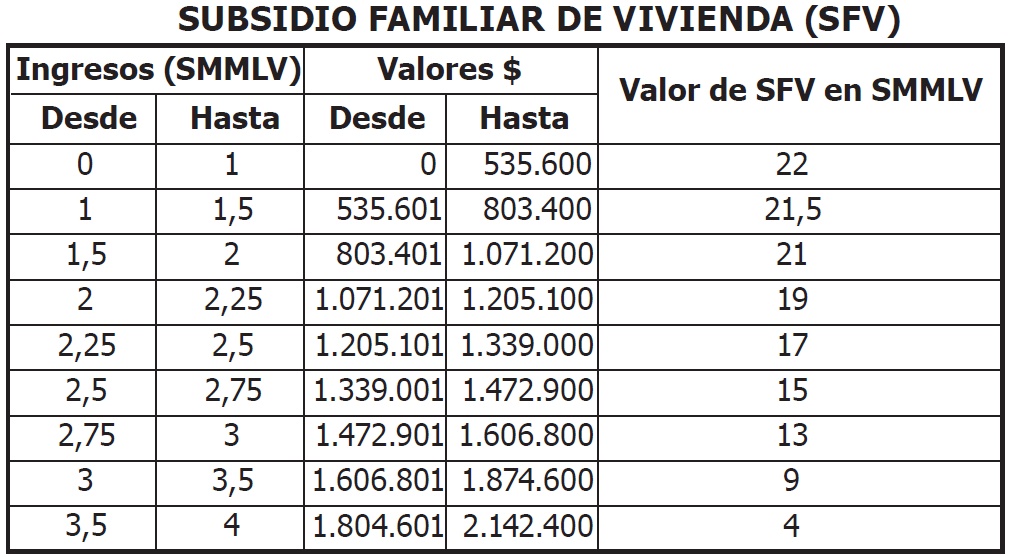 SUBSIDIO FAMILIAR DE VIVIENDA (SFV)
Ingresos (SMMLV) Valores $ Valor de SFV en SMMLV
Desde Hasta Desde Hasta
0 1 0 535.600 22
1 1,5 535.601 803.400 21,5
1,5 2 803.401 1.071.200 21
2 2,25 1.071.201 1.205.100 19
2,25 2,5 1.205.101 1.339.000 17
2,5 2,75 1.339.001 1.472.900 15
2,75 3 1.472.901 1.606.800 13
3 3,5 1.606.801 1.874.600 9
3,5 4 1.804.601 2.142.400 4